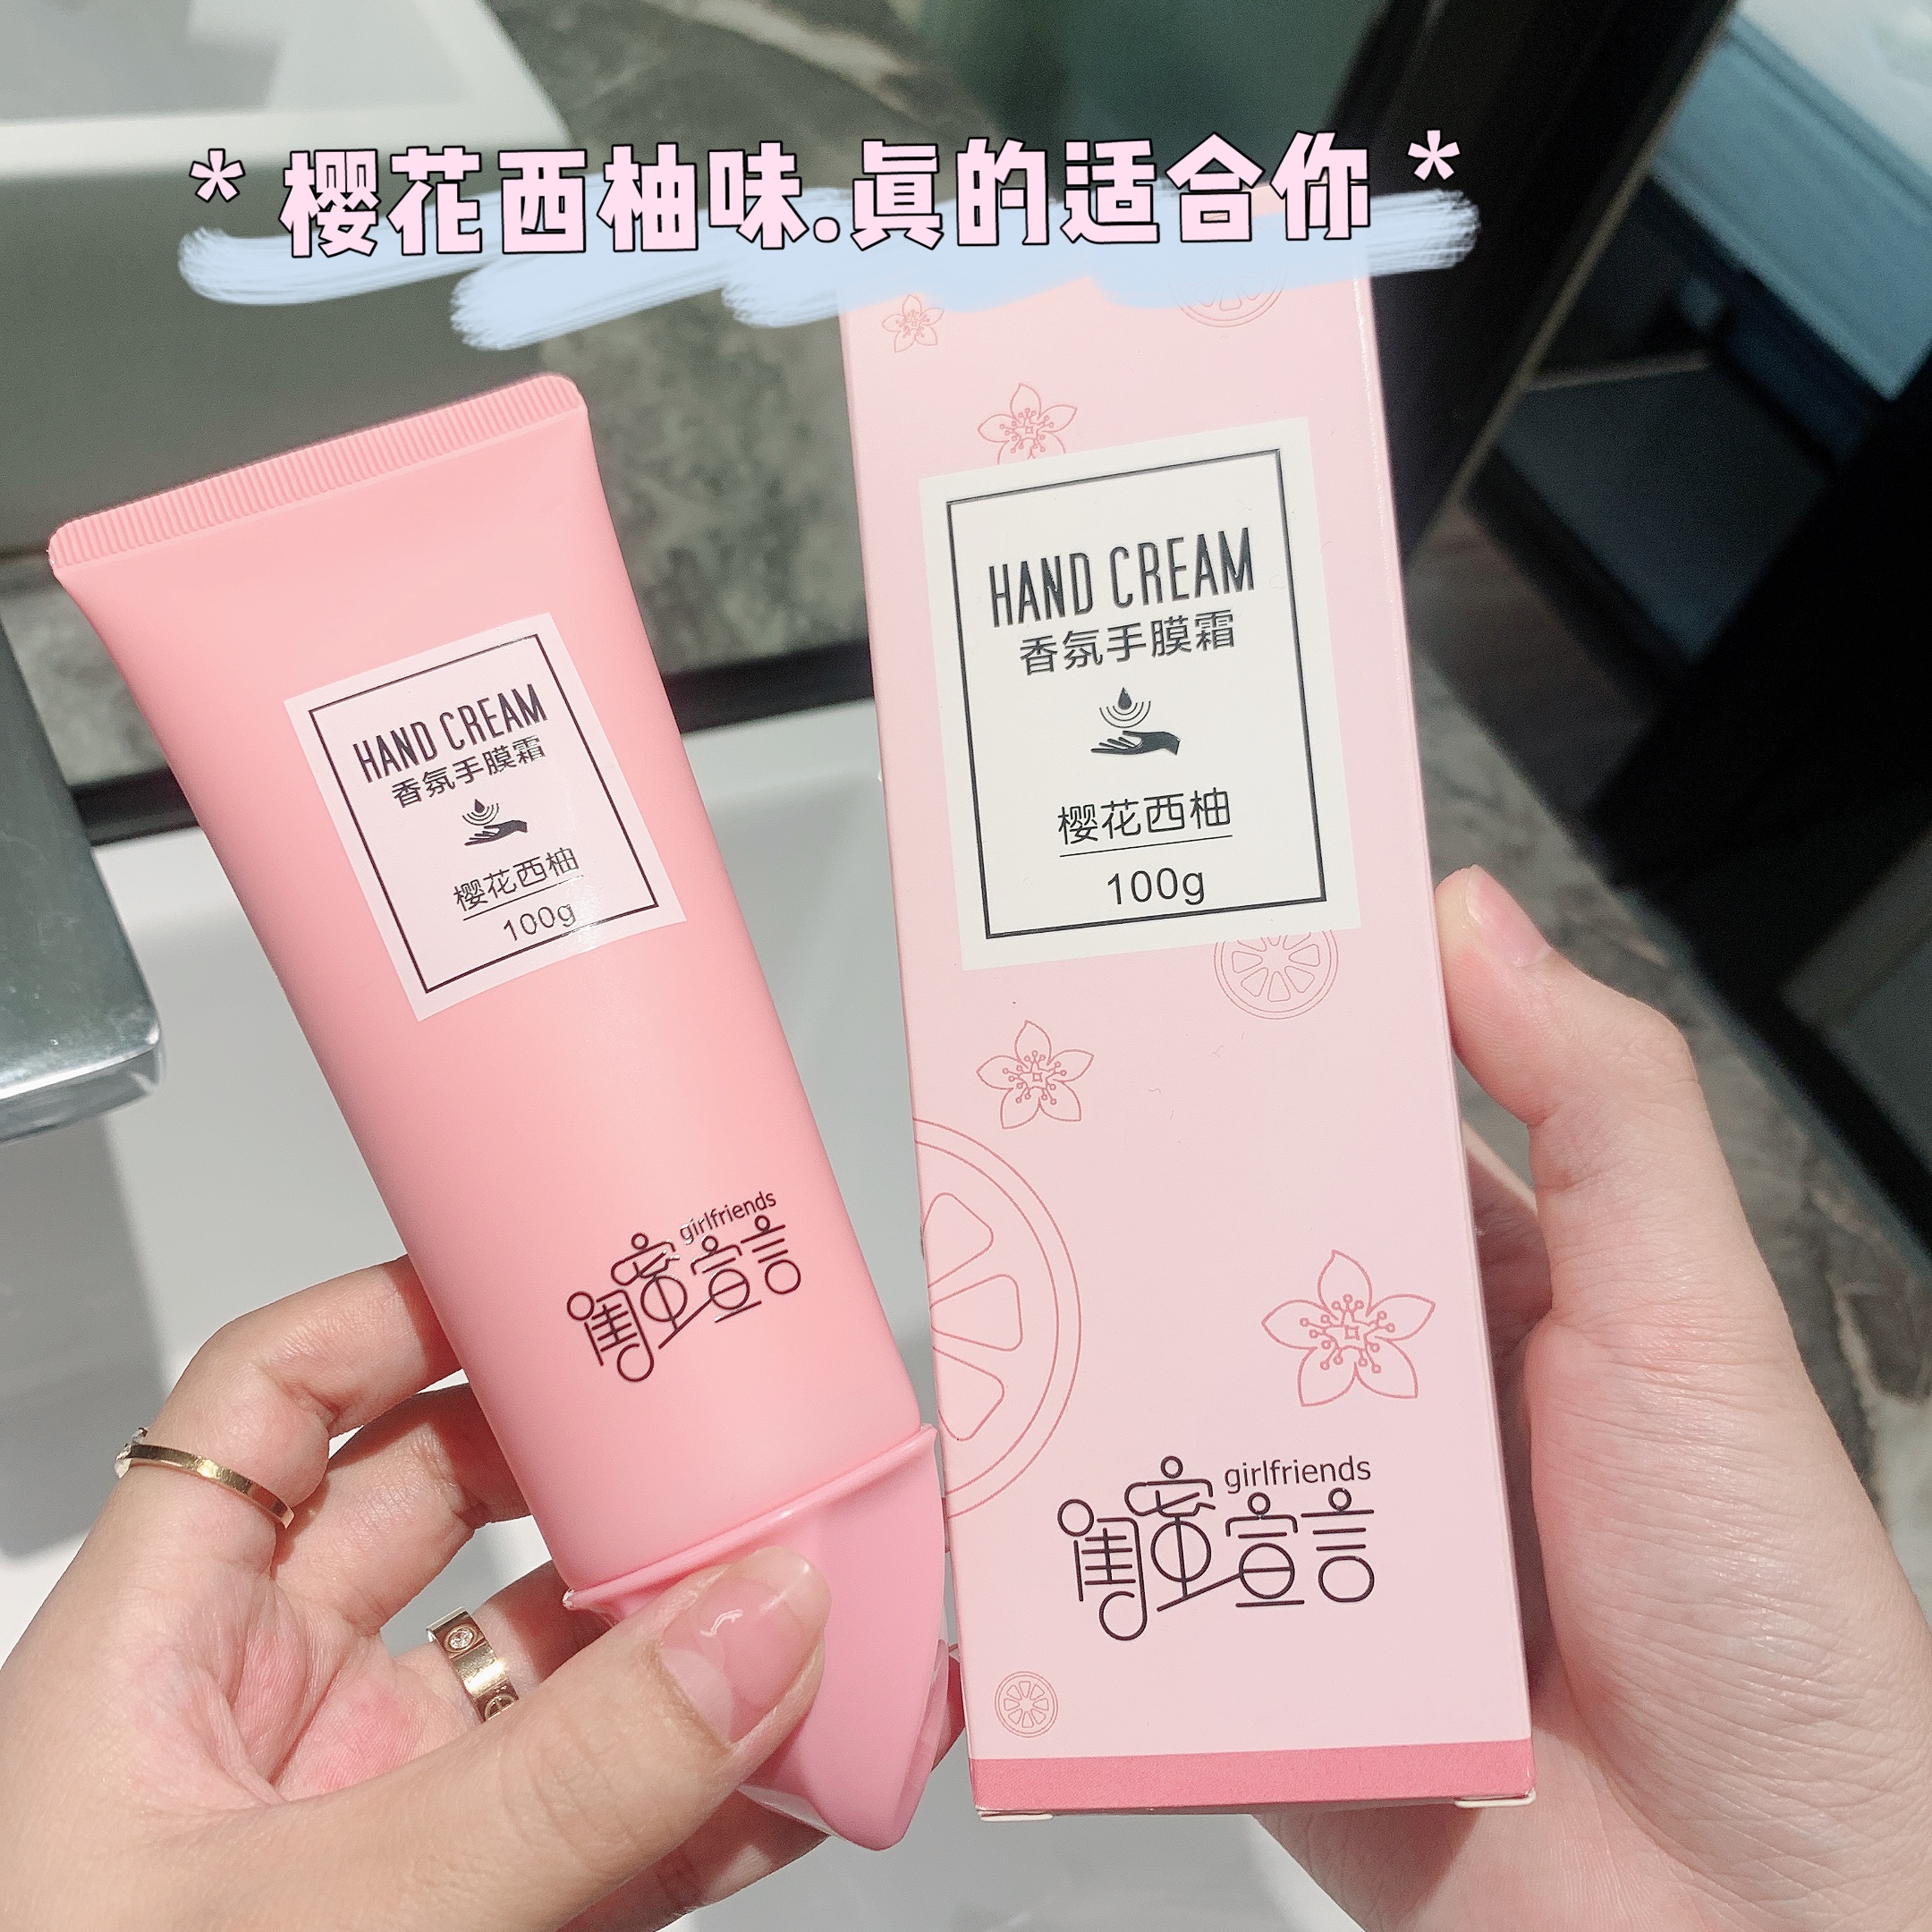 * 樱花西柚味.真的适合你 *
HAND CREAM
香氛手膜霜
樱花西柚
100g
girlfriends
闺蜜宣言
HAND CREAM
香氛手膜霜
樱花西柚
100g
girlfriends
闺蜜宣言